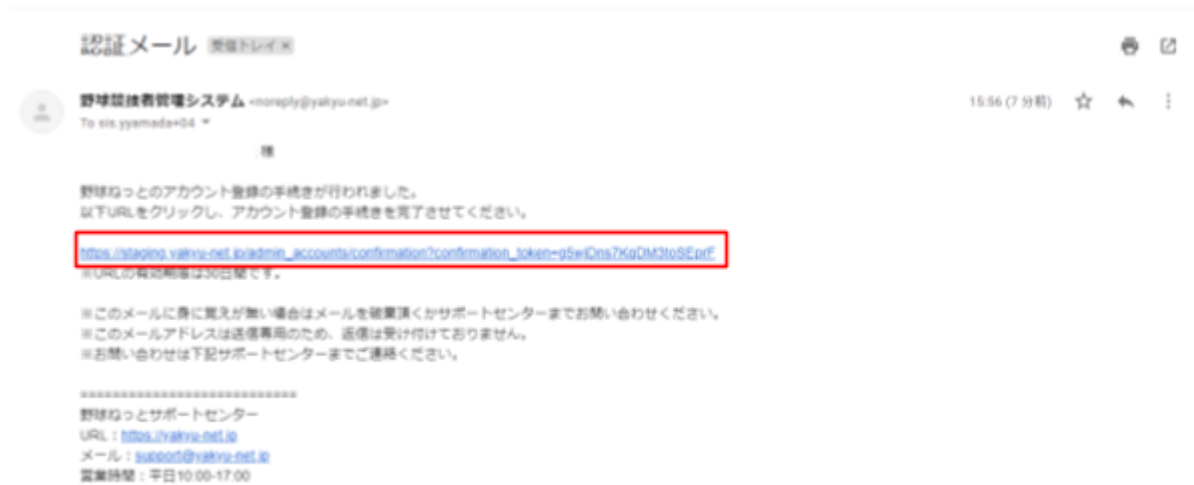 認証メール 受信トレイ ×
野球競技者管理システム <noreply@yakyu-net.jp>
15:56 (7 分前)
To sis.yyamada+04
様
野球ねっとのアカウント登録の手続きが行われました。
以下URLをクリックし、アカウント登録の手続きを完了させてください。
https://staging.yakyu-net.jp/admin_accounts/confirmation?confirmation_token=gSwiDns7KqDM3toSEprF
※URLの有効期限は30日間です。
※このメールに身に覚えが無い場合はメールを破棄頂くかサポートセンターまでお問い合わせください。
※このメールアドレスは送信専用のため、返信は受け付けておりません。
※お問い合わせは下記サポートセンターまでご連絡ください。
===========================
野球ねっとサポートセンター
URL：https://yakyu-net.jp
メール：support@yakyu-net.jp
営業時間：平日10:00-17:00